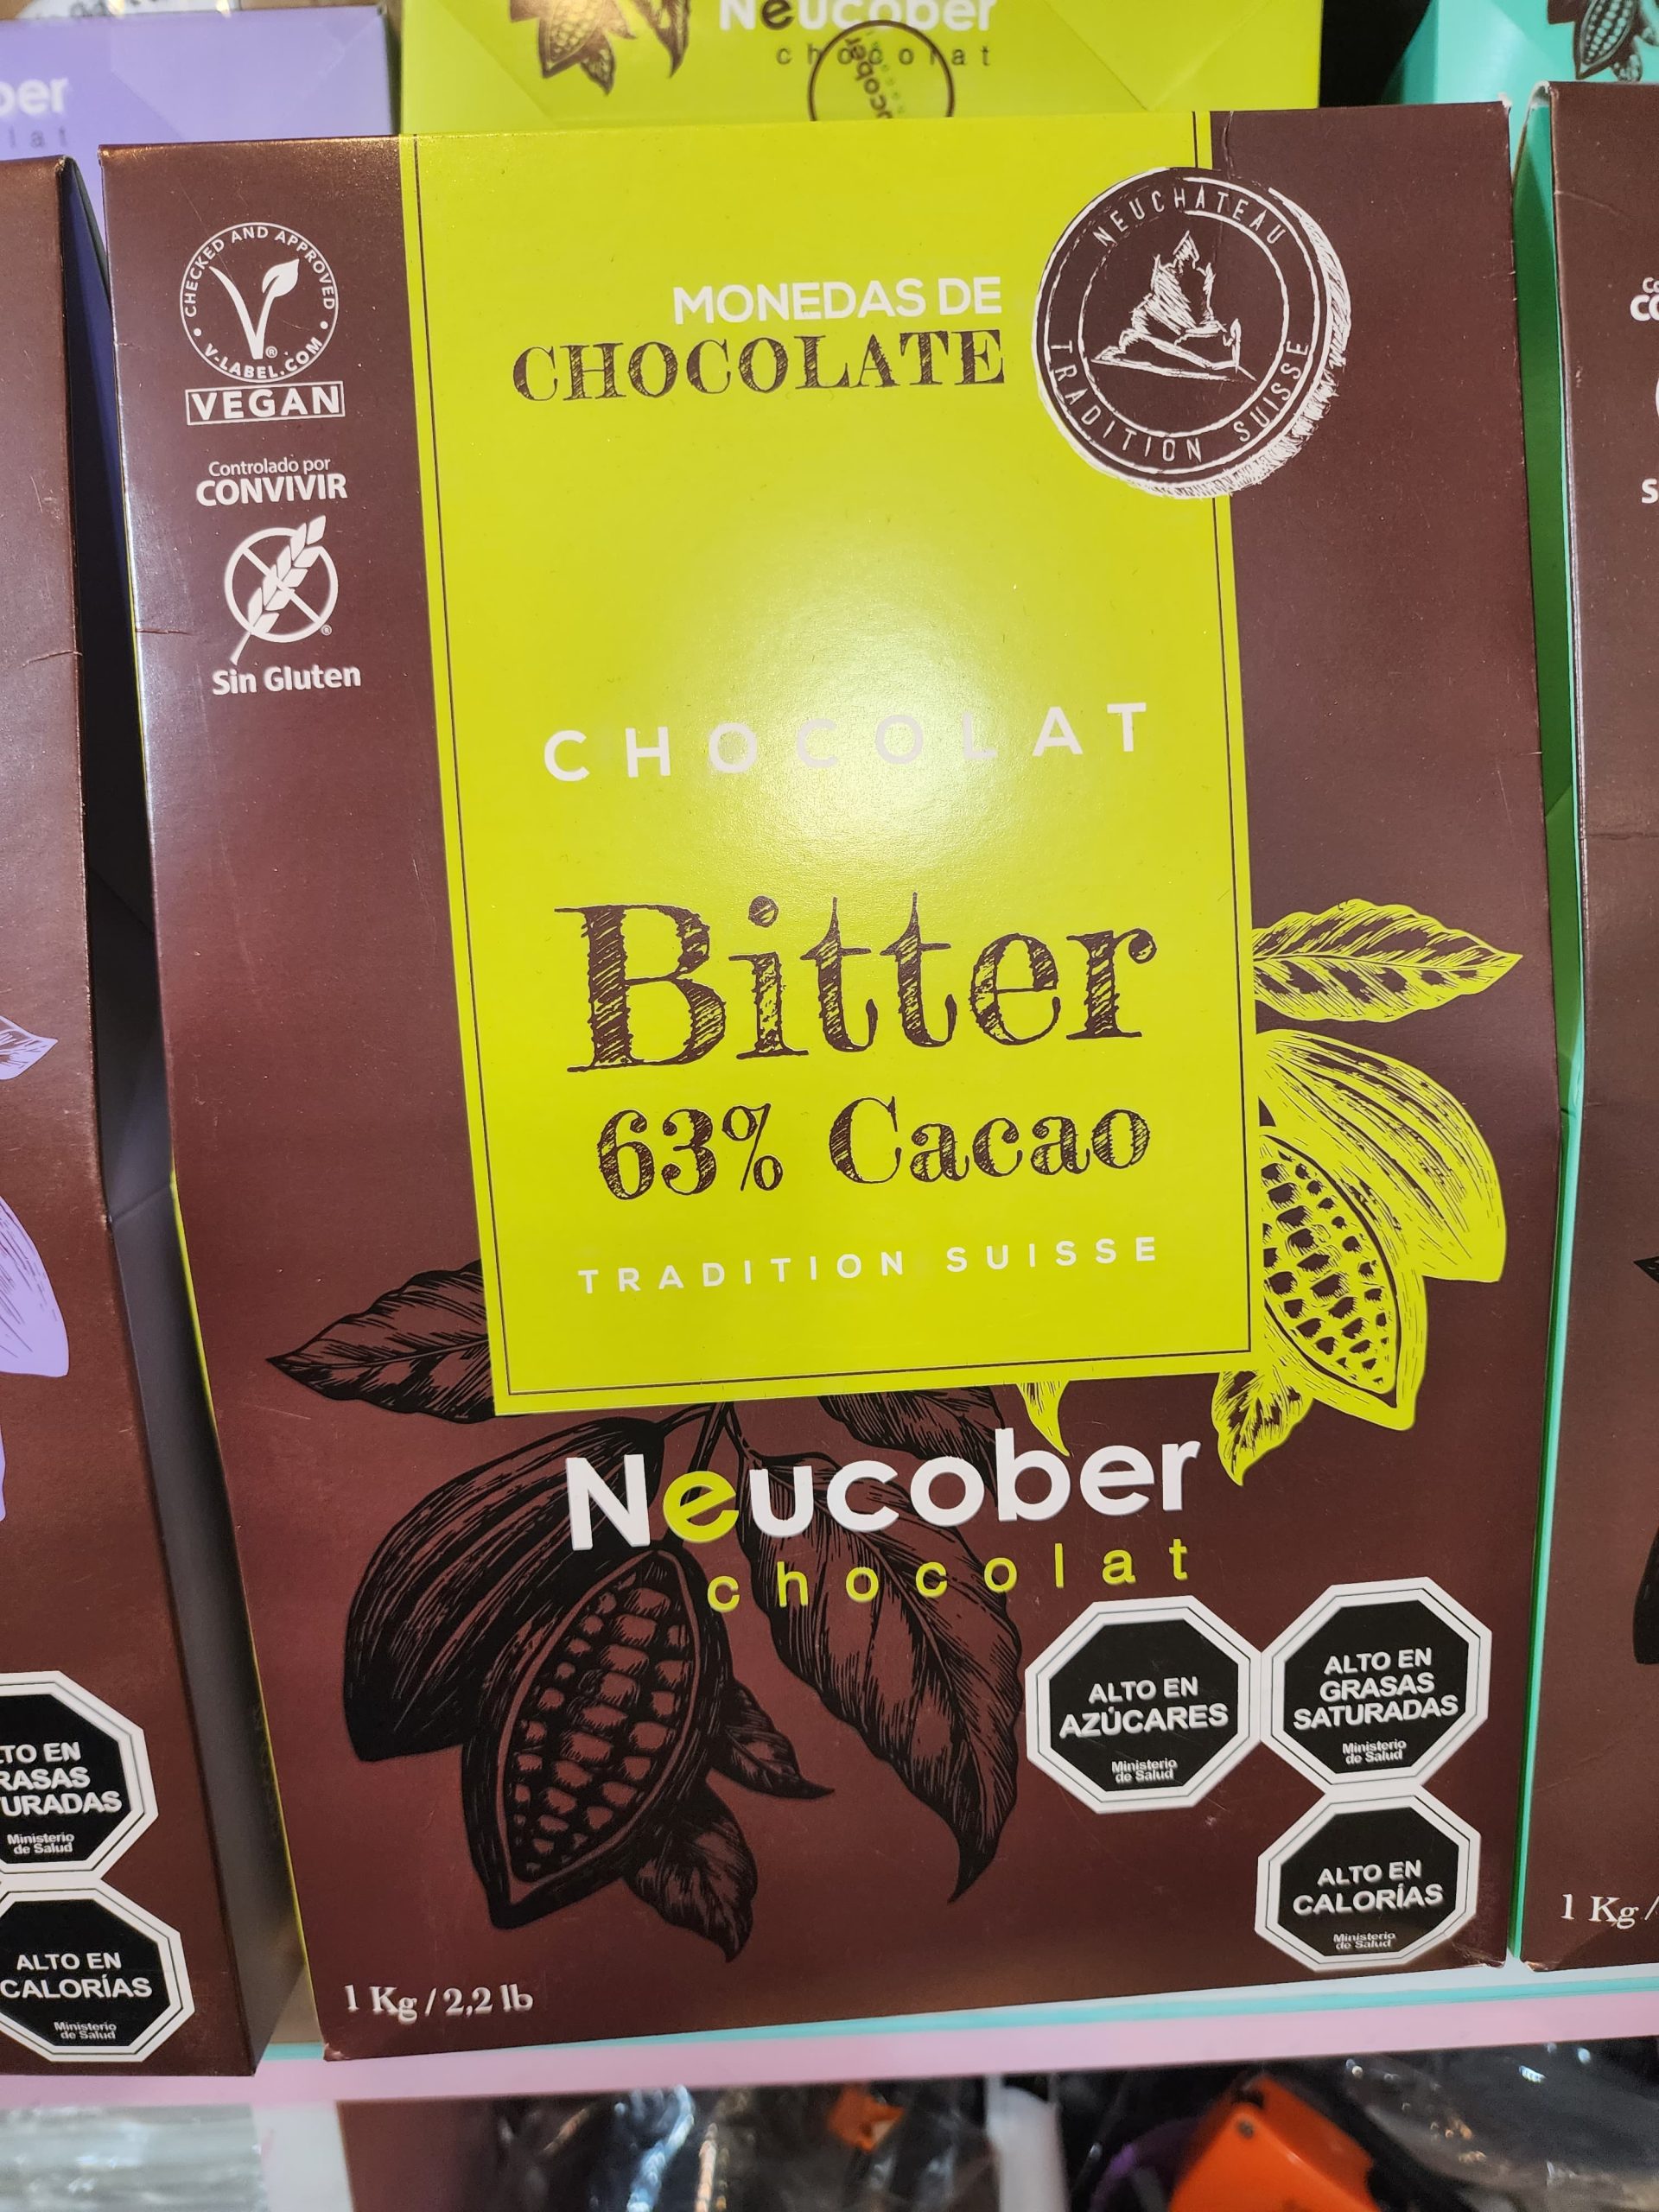 Neucober
chocolat
CHECKED AND APPROVED
V-LABEL.COM
VEGAN
Controlado por
CONVIVIR
Sin Gluten
MONEDAS DE
CHOCOLATE
NEUCHATEAU
TRADITION SUISSE
CHOCOLAT
Bitter
63% Cacao
TRADITION SUISSE
Neucober
chocolat
ALTO EN
AZÚCARES
Ministerio
de Salud
ALTO EN
GRASAS
SATURADAS
Ministerio
de Salud
ALTO EN
CALORÍAS
Ministerio
de Salud
1 Kg / 2,2 lb
ALTO EN
CALORÍAS
Ministerio
de Salud
Ministerio
de Salud
1 Kg /